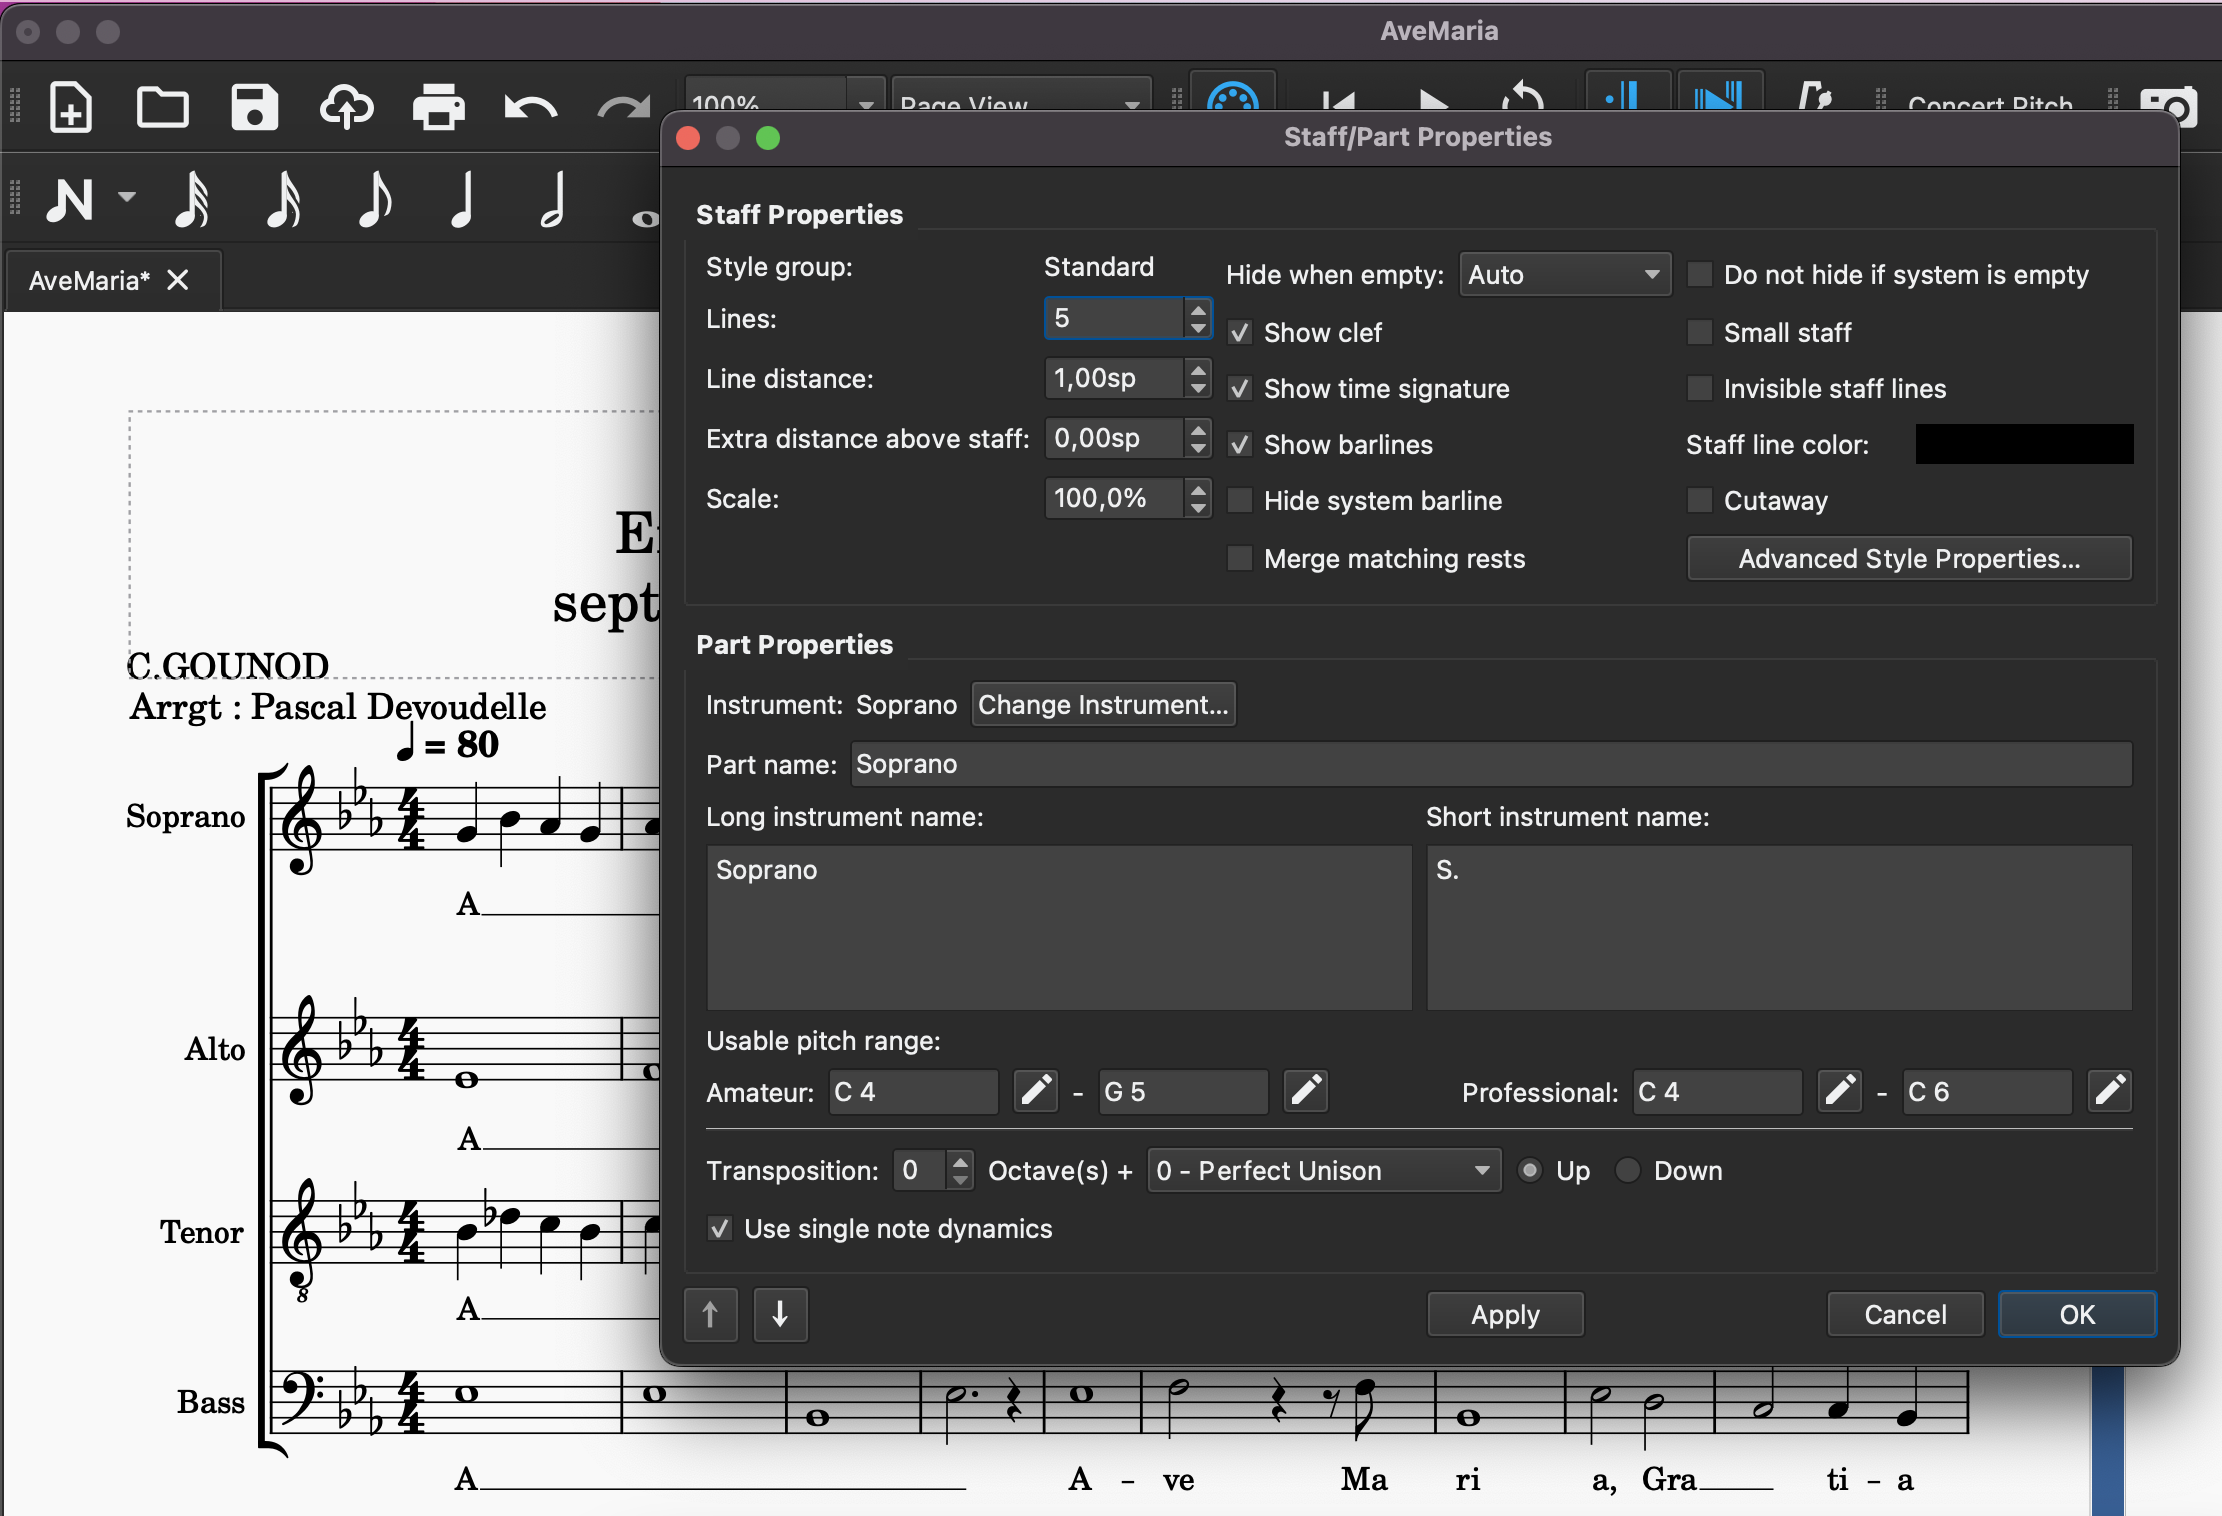 AveMaria
100%
Page View
Concert Pitch
AveMaria*
Staff/Part Properties
Staff Properties
Style group: Standard
Lines: 5
Line distance: 1,00sp
Extra distance above staff: 0,00sp
Scale: 100,0%
Hide when empty: Auto
Show clef
Show time signature
Show barlines
Hide system barline
Merge matching rests
Do not hide if system is empty
Small staff
Invisible staff lines
Staff line color:
Cutaway
Advanced Style Properties...
Part Properties
Instrument: Soprano Change Instrument...
Part name: Soprano
Long instrument name:
Soprano
Short instrument name:
S.
Usable pitch range:
Amateur: C 4 - G 5
Professional: C 4 - C 6
Transposition: 0 Octave(s) + 0 - Perfect Unison Up Down
Use single note dynamics
Apply Cancel OK
sept
C.GOUNOD
Arrgt : Pascal Devoudelle
= 80
Soprano
A
Alto
A
Tenor
8
A
Bass
A A - ve Ma ri a, Gra ti - a